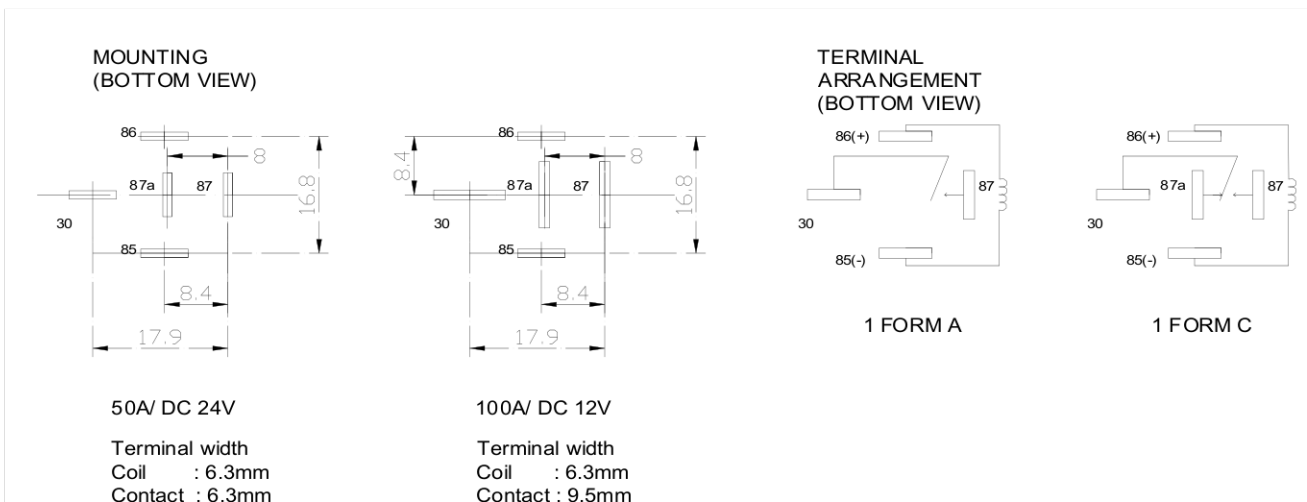 MOUNTING
(BOTTOM VIEW)
86
8
87a
87
16.8
30
85
8.4
17.9
50A/ DC 24V
Terminal width
Coil : 6.3mm
Contact : 6.3mm
86
8
8.4
87a
87
16.8
30
85
8.4
17.9
100A/ DC 12V
Terminal width
Coil : 6.3mm
Contact : 9.5mm
TERMINAL
ARRANGEMENT
(BOTTOM VIEW)
86(+)
87
30
85(-)
1 FORM A
86(+)
87a
87
30
85(-)
1 FORM C